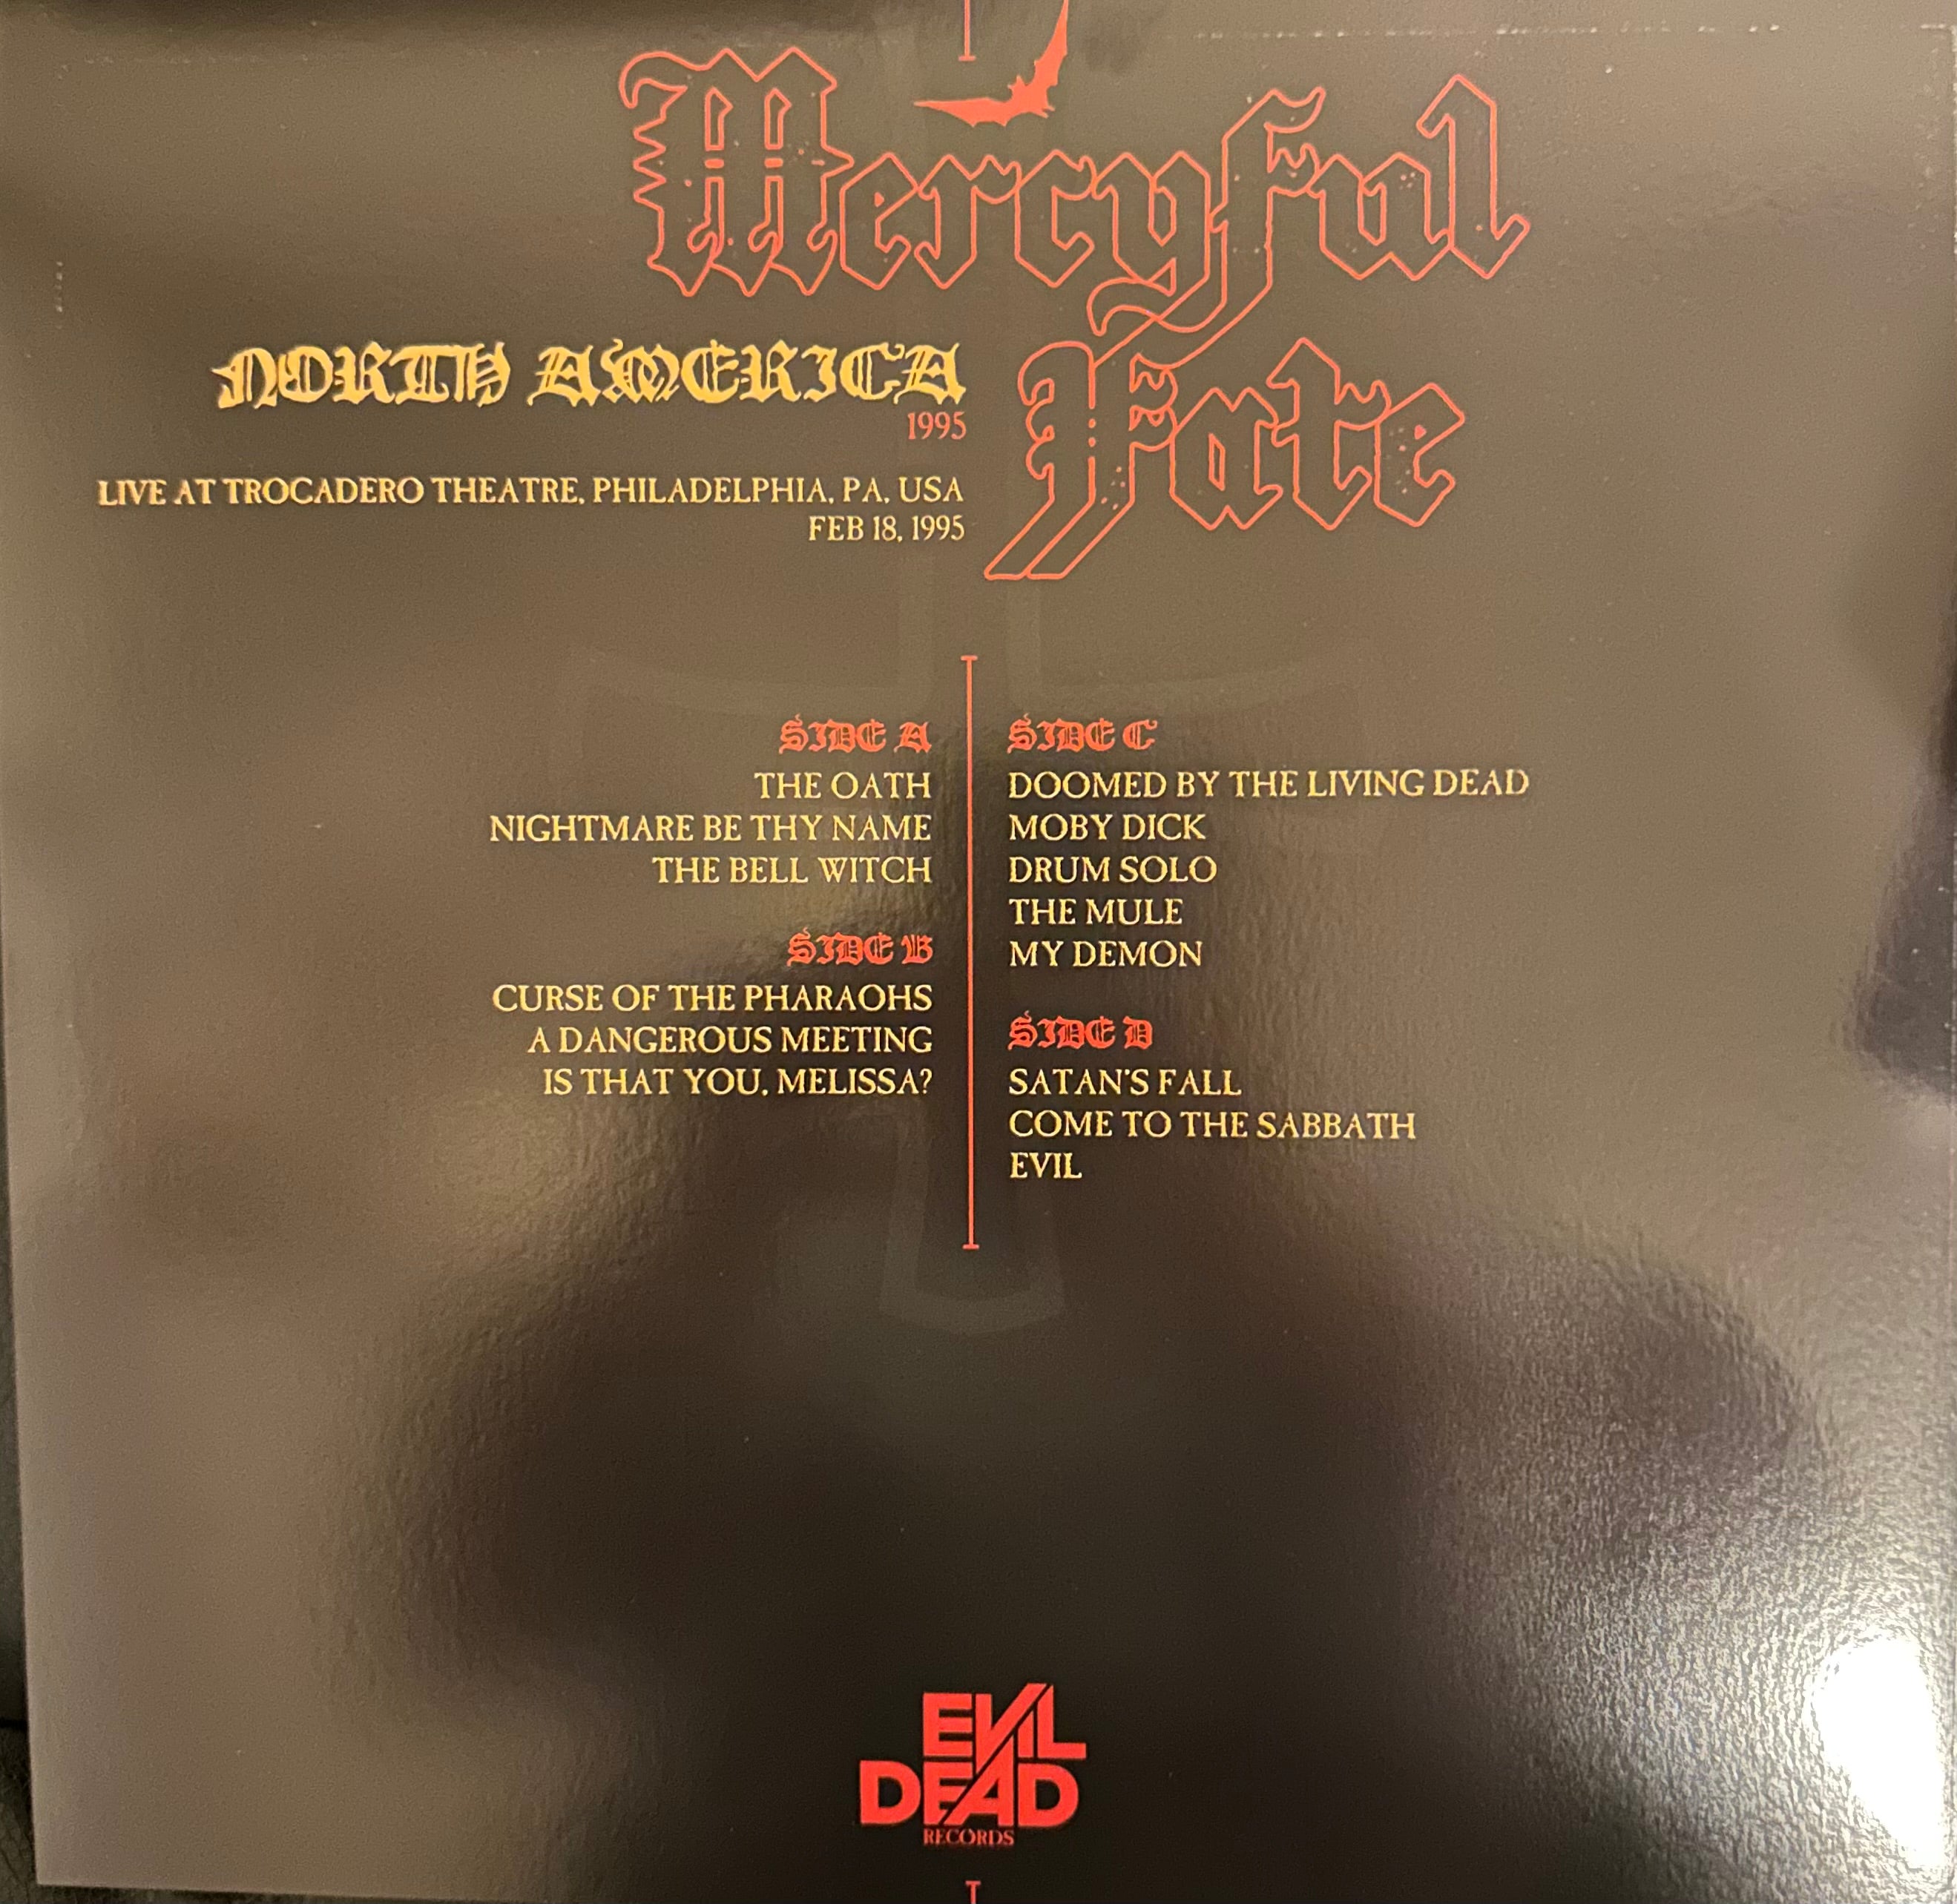 Mercyful
Fate
NORTH AMERICA
1995
LIVE AT TROCADERO THEATRE, PHILADELPHIA, PA, USA
FEB 18, 1995
SIDE A
THE OATH
NIGHTMARE BE THY NAME
THE BELL WITCH
SIDE B
CURSE OF THE PHARAOHS
A DANGEROUS MEETING
IS THAT YOU, MELISSA?
SIDE C
DOOMED BY THE LIVING DEAD
MOBY DICK
DRUM SOLO
THE MULE
MY DEMON
SIDE D
SATAN'S FALL
COME TO THE SABBATH
EVIL
EVIL
DEAD
RECORDS